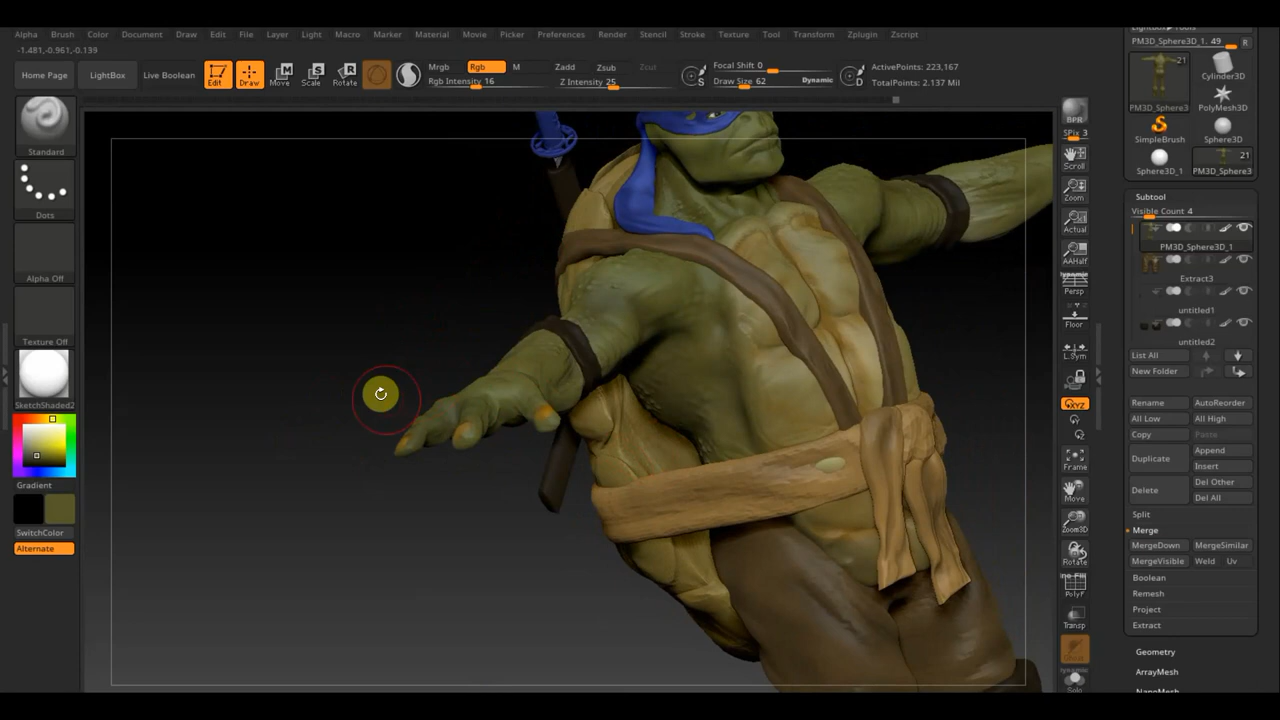 Alpha Brush Color Document Draw Edit File Layer Light Macro Marker Material Movie Picker Preferences Render Stencil Stroke Texture Tool Transform Zplugin Zscript
-1.481,-0.961,-0.139
Home Page LightBox Live Boolean Edit Draw Move Scale Rotate
Mrgb Rgb M Zadd Zsub Zcut
Rgb Intensity 16 Z Intensity 25
Focal Shift 0
Draw Size 62 Dynamic
S
D
ActivePoints: 223,167
TotalPoints: 2.137 Mil
Standard
Dots
Alpha Off
Texture Off
SketchShaded2
Gradient
SwitchColor
Alternate
BPR
SPix 3
Scroll
Zoom
Actual
AAHalf
Dynamic
Persp
Floor
L.Sym
XYZ
Y
Z
Frame
Move
Zoom3D
Rotate
PolyF
Transp
Ghost
Dynamic
Solo
PM3D_Sphere3D_1. 49 R
21
PM3D_Sphere3
Cylinder3D
PolyMesh3D
SimpleBrush
Sphere3D
Sphere3D_1
21
PM3D_Sphere3
Subtool
Visible Count 4
PM3D_Sphere3D_1
Extract3
untitled1
untitled2
List All
New Folder
Rename AutoReorder
All Low All High
Copy Paste
Duplicate Append
Insert
Delete Del Other
Del All
Split
Merge
MergeDown MergeSimilar
MergeVisible Weld Uv
Boolean
Remesh
Project
Extract
Geometry
ArrayMesh